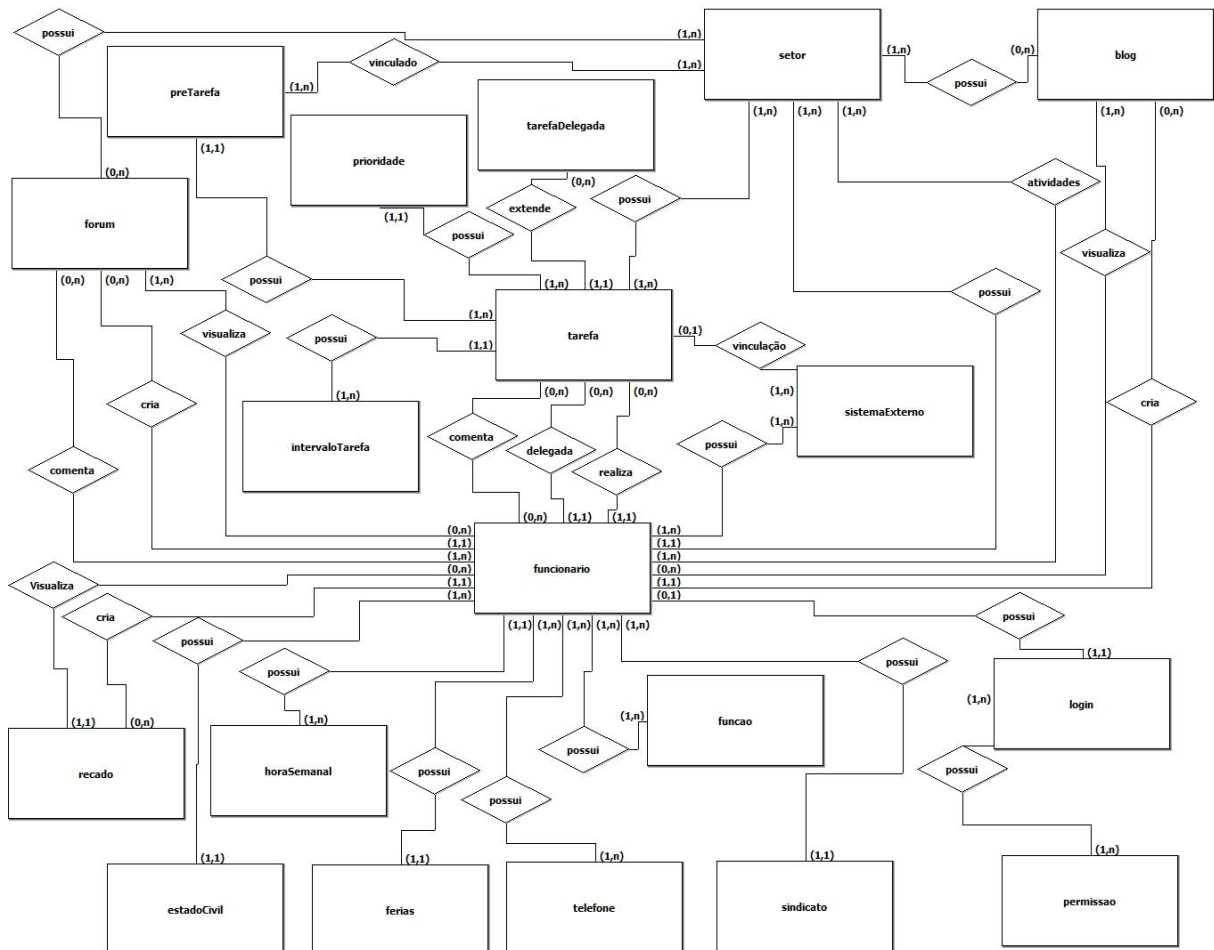 possui
(1,n)
setor
(1,n)
(0,n)
blog
preTarefa
vinculado
(1,n)
(1,n)
possui
tarefaDelegada
(1,n)
(1,n)
(1,n)
(1,n)
(0,n)
(1,1)
prioridade
(0,n)
(0,n)
atividades
possui
forum
(1,1)
extende
possui
visualiza
(0,n)
(0,n)
(1,n)
possui
possui
(1,n)
(1,1)
(1,n)
visualiza
possui
(1,n)
tarefa
(0,1)
vinculação
(1,1)
(1,n)
(0,n)
(0,n)
(0,n)
(1,n)
sistemaExterno
cria
cria
intervaloTarefa
comenta
delegada
possui
(1,n)
comenta
realiza
(0,n)
(1,1)
(1,1)
(0,n)
(1,n)
(1,1)
(1,1)
(1,n)
(1,n)
funcionario
Visualiza
(0,n)
(0,n)
(1,1)
(1,1)
(1,n)
(0,1)
cria
possui
(1,1)
(1,n)
(1,n)
(1,n)
(1,n)
possui
possui
possui
(1,1)
(1,n)
login
(1,1)
(0,n)
(1,n)
(1,n)
funcao
recado
horaSemanal
possui
possui
possui
possui
(1,1)
(1,1)
(1,n)
(1,1)
(1,n)
estadoCivil
ferias
telefone
sindicato
permissao